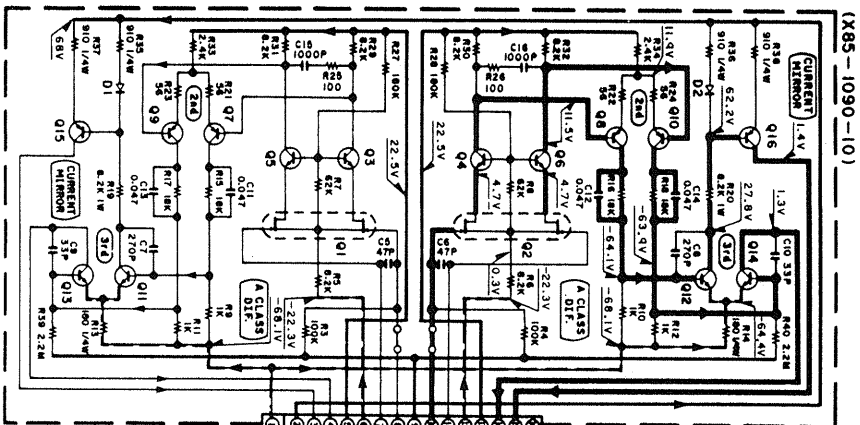 (X85-1090-10)
68V
R37
910 1/4W
R35
910 1/4W
D1
R33
2.4K
R31
8.2K
C15
1000P
R29
8.2K
R27
180K
R25
100
R23
56
R21
56
2nd
Q15
Q9
Q7
Q5
Q3
22.5V
CURRENT
MIRROR
R19
8.2K 1W
C13
0.047
R17
18K
R15
18K
C11
0.047
R7
62K
Q1
C5
47P
C9
33P
3rd
C7
270P
Q13
Q11
R39 2.2M
R13
180 1/4W
R11
1K
R9
1K
A CLASS
DIF.
-68.1V
-22.3V
R5
8.2K
R3
100K
R28 180K
R30
8.2K
C16
1000P
R32
8.2K
R26
100
R34
2.4K
11.9V
R36
910 1/4W
R38
910 1/4W
CURRENT
MIRROR
1.4V
22.5V
11.5V
R22
56
2nd
R24
56
Q8
Q10
D2
62.2V
Q16
Q4
Q6
4.7V
4.7V
R8
62K
C12
0.047
R16 18K
R18 18K
C14
0.047
R20
8.2K 1W
27.8V
1.3V
-64.1V
-63.9V
3rd
C8
270P
Q14
C10
33P
Q12
Q2
C6
47P
0.3V
R6
8.2K
-22.3V
R4
100K
A CLASS
DIF.
-68.1V
R10
1K
R12
1K
R14
180 1/4W
-64.4V
R40
2.2M